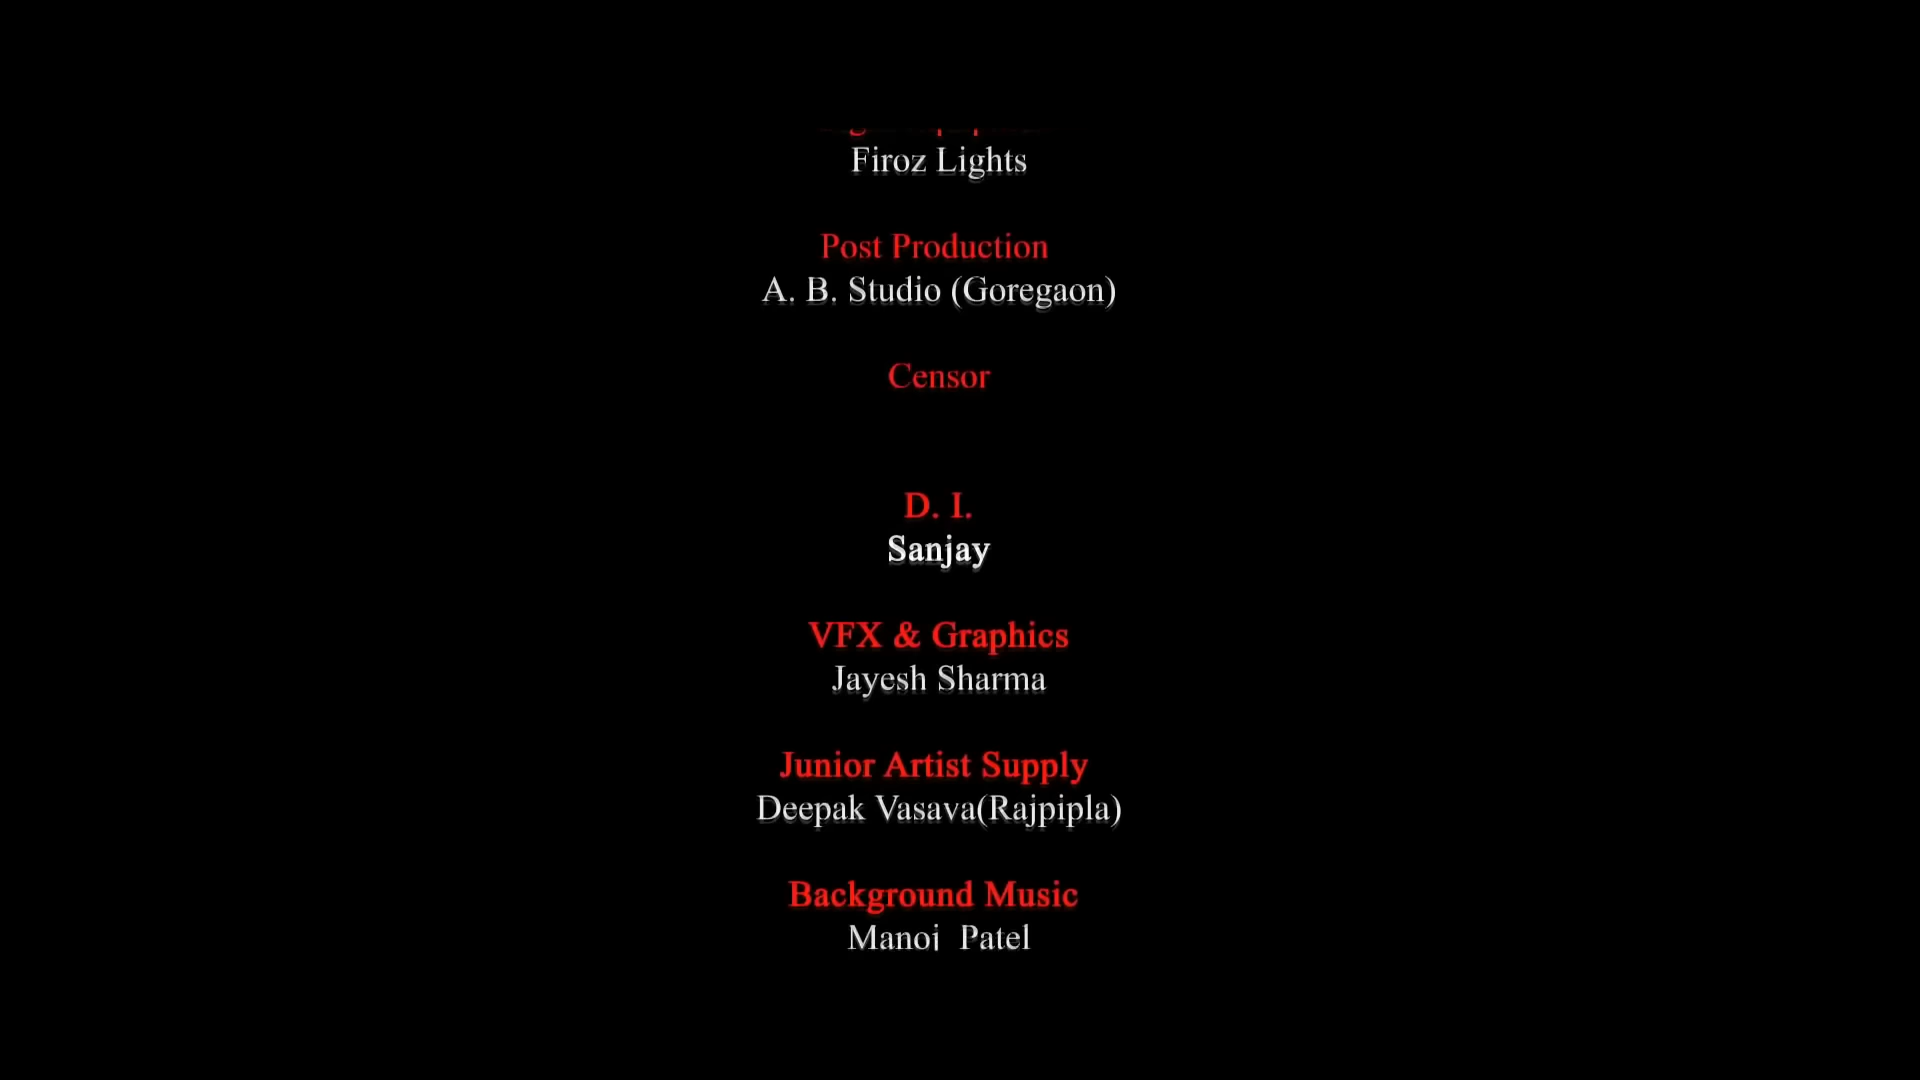 Firoz Lights
Post Production
A. B. Studio (Goregaon)
Censor
D. I.
Sanjay
VFX & Graphics
Jayesh Sharma
Junior Artist Supply
Deepak Vasava(Rajpipla)
Background Music
Manoj  Patel